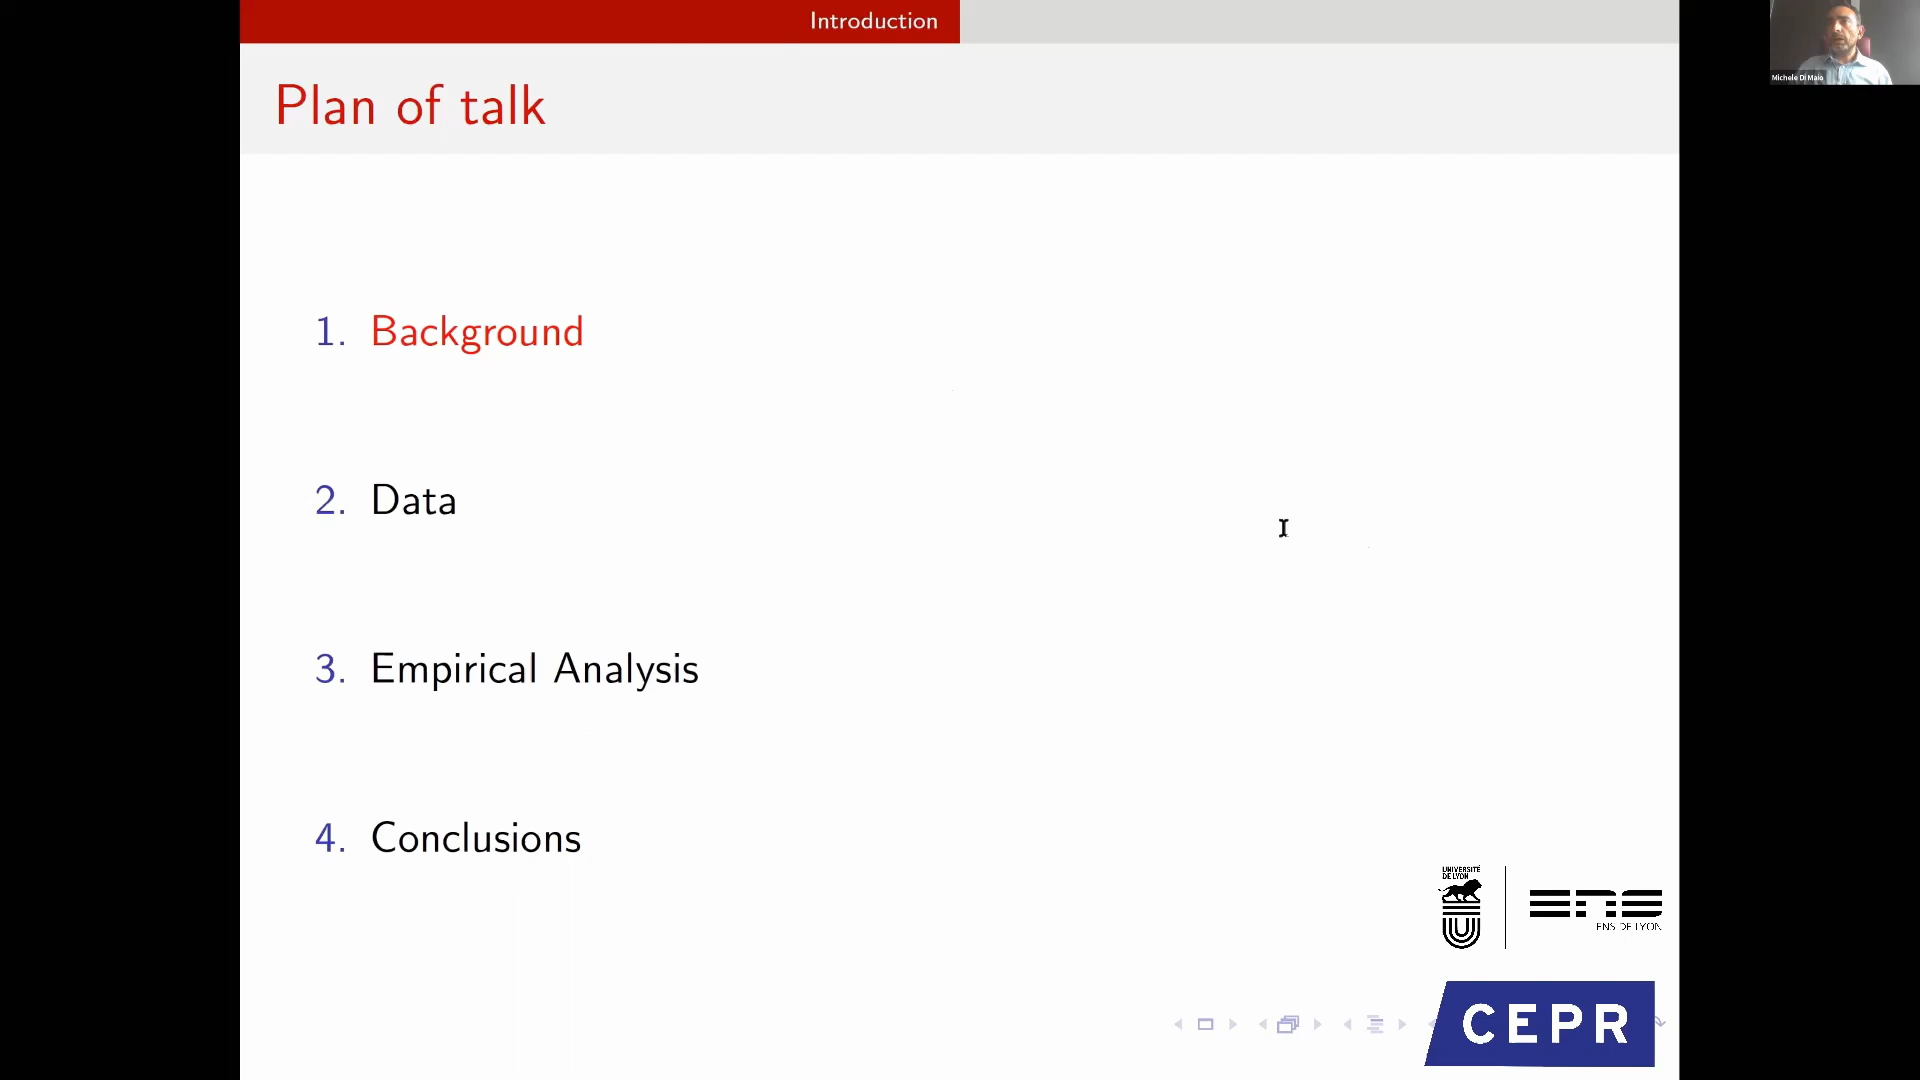 Introduction
Michele Di Maio
Plan of talk
1. Background
2. Data
3. Empirical Analysis
4. Conclusions
UNIVERSITÉ
DE LYON
ENS
ENS DE LYON
CEPR